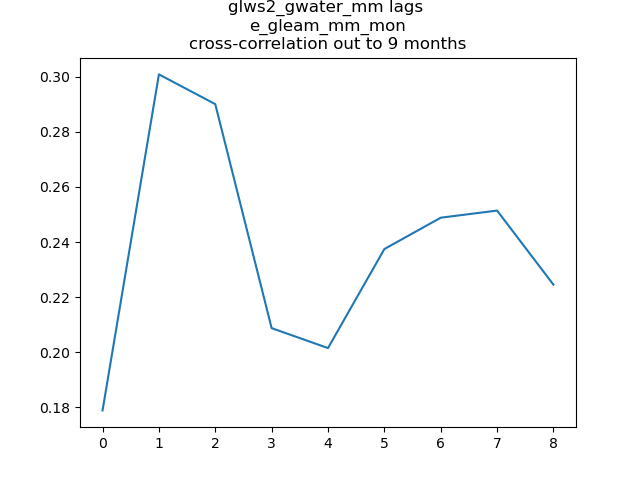 glws2_gwater_mm lags
e_gleam_mm_mon
cross-correlation out to 9 months
0.30
0.28
0.26
0.24
0.22
0.20
0.18
0 1 2 3 4 5 6 7 8